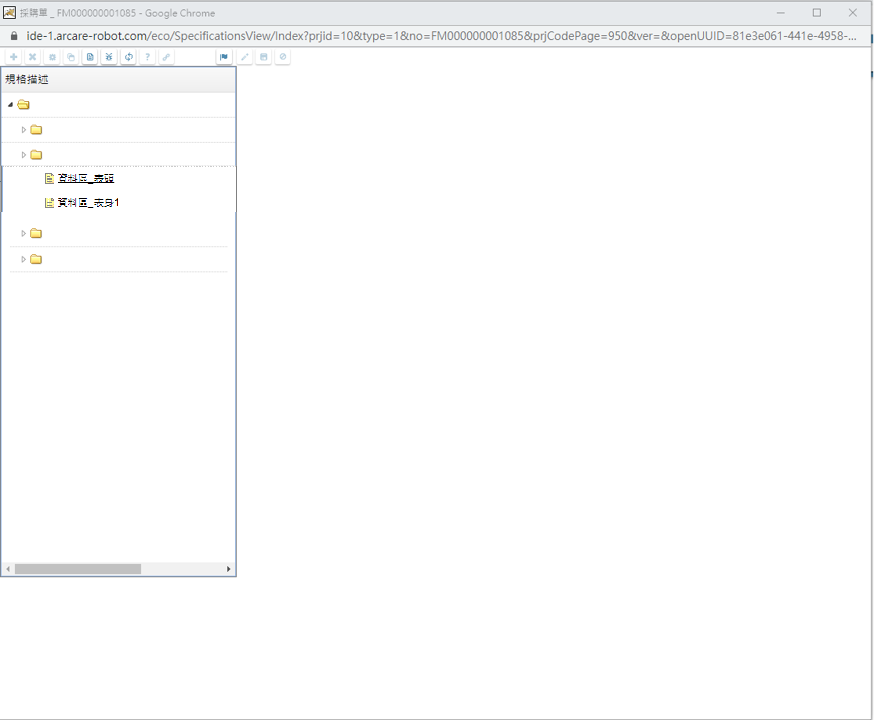 採購單 _ FM000000001085 - Google Chrome
ide-1.arcare-robot.com/eco/SpecificationsView/Index?prjid=10&type=1&no=FM000000001085&prjCodePage=950&ver=&openUUID=81e3e061-441e-4958-...
規格描述
資料區_表頭
資料區_表身1